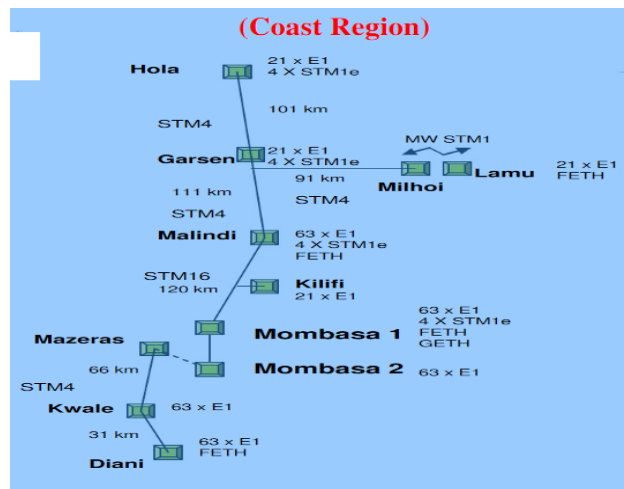 (Coast Region)
Hola
21 x E1
4 X STM1e
101 km
STM4
MW STM1
Garsen
21 x E1
4 X STM1e
91 km
Milhoi
Lamu
21 x E1
FETH
111 km
STM4
STM4
Malindi
63 x E1
4 X STM1e
FETH
STM16
120 km
Kilifi
21 x E1
Mombasa 1
63 x E1
4 X STM1e
FETH
GETH
Mazeras
Mombasa 2
63 x E1
66 km
STM4
Kwale
63 x E1
31 km
Diani
63 x E1
FETH